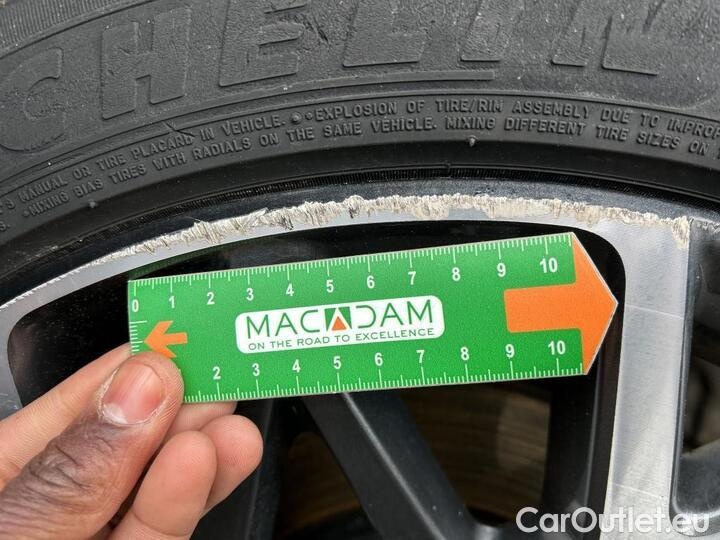 CHELIN
'S MANUAL OR TIRE PLACARD IN VEHICLE. •EXPLOSION OF TIRE/RIM ASSEMBLY DUE TO IMPROP
S. •MIXING BIAS TIRES WITH RADIALS ON THE SAME VEHICLE. MIXING DIFFERENT TIRE SIZES ON
0 1 2 3 4 5 6 7 8 9 10
MACADAM
ON THE ROAD TO EXCELLENCE
2 3 4 5 6 7 8 9 10
CarOutlet.eu